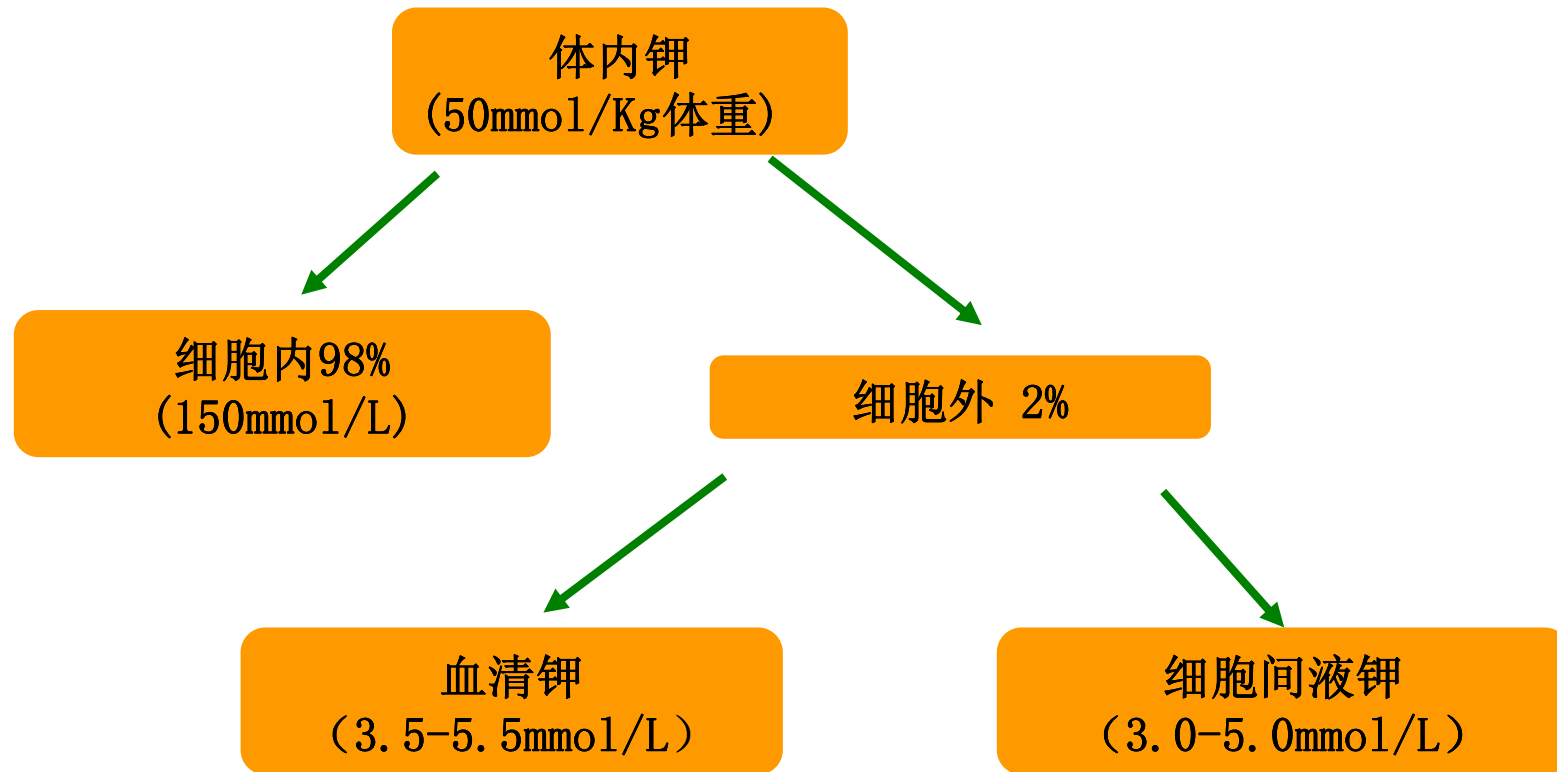 体内钾
(50mmol/Kg体重)
细胞内98%
(150mmol/L)
细胞外 2%
血清钾
（3.5-5.5mmol/L）
细胞间液钾
（3.0-5.0mmol/L）